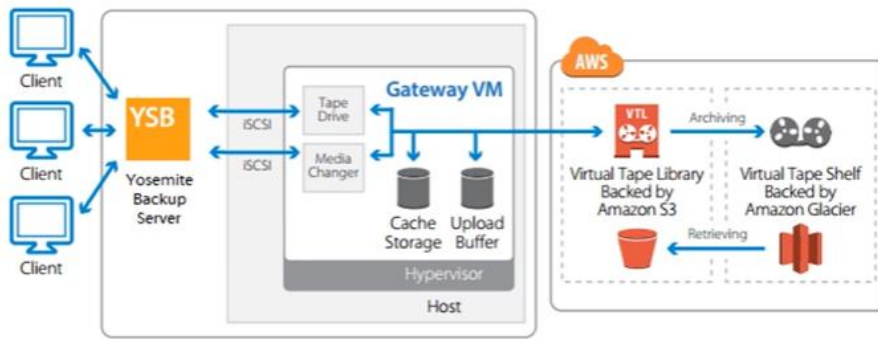 Client
Client
Client
YSB
Yosemite
Backup
Server
iSCSI
iSCSI
Gateway VM
Tape
Drive
Media
Changer
Cache
Storage
Upload
Buffer
Hypervisor
Host
AWS
VTL
Archiving
Virtual Tape Library
Backed by
Amazon S3
Virtual Tape Shelf
Backed by
Amazon Glacier
Retrieving